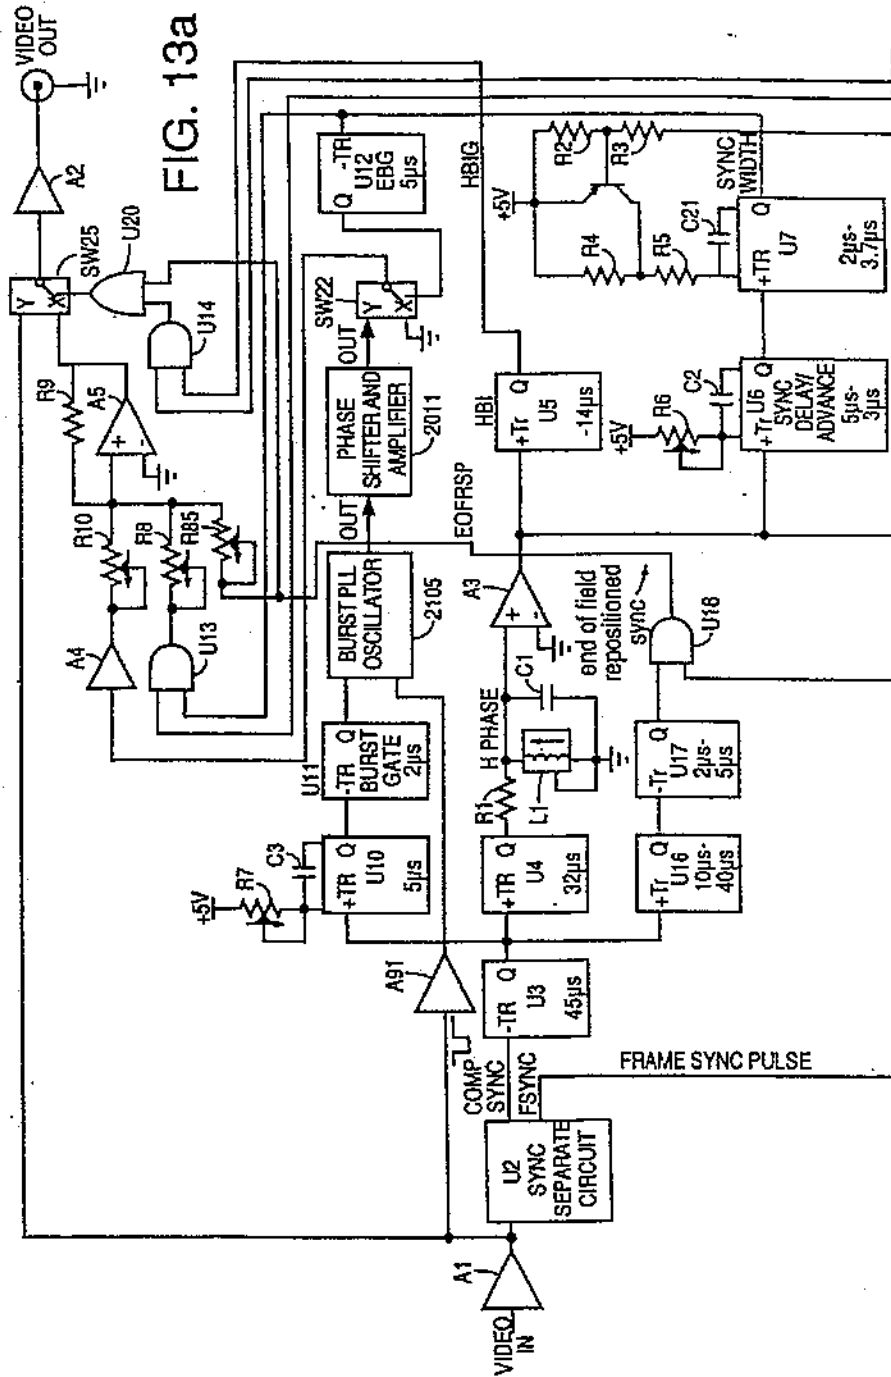 FIG. 13a
VIDEO
OUT
A2
SW25
Y
X
U20
U14
R9
A5
+
-
R10
R8
R85
A4
U13
Q -TR
U12
EBG
5µs
SW22
Y
X
OUT
PHASE
SHIFTER AND
AMPLIFIER
2011
OUT
BURST PLL
OSCILLATOR
2105
U11
-TR Q
BURST
GATE
2µs
+5V
R7
C3
+TR Q
U10
5µs
A91
HBIG
HBI
+Tr Q
U5
-14µs
EOFRSP
A3
+
-
H PHASE
C1
R1
L1
+TR Q
U4
32µs
-TR Q
U3
45µs
COMP
SYNC
FSYNC
U2
SYNC
SEPARATE
CIRCUIT
A1
VIDEO
IN
FRAME SYNC PULSE
+Tr Q
U16
10µs-
40µs
-Tr Q
U17
2µs-
5µs
U18
end of field
repositioned
sync
+5V
R6
C2
+Tr Q
U6
SYNC
DELAY/
ADVANCE
5µs-
3µs
+5V
R2
R3
R4
R5
C21
SYNC
WIDTH
+TR Q
U7
2µs-
3.7µs